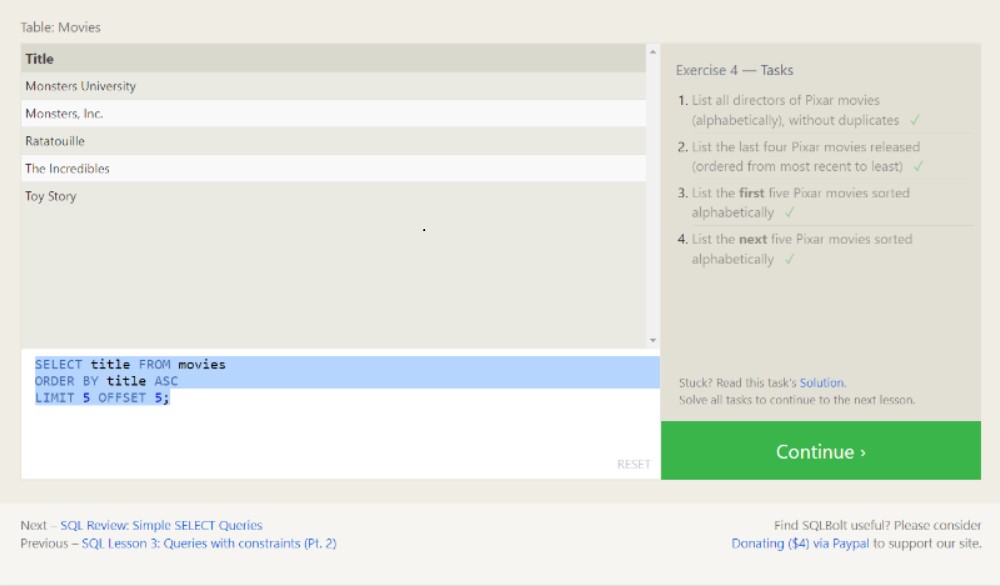 Table: Movies
Title
Monsters University
Monsters, Inc.
Ratatouille
The Incredibles
Toy Story
SELECT title FROM movies
ORDER BY title ASC
LIMIT 5 OFFSET 5;
RESET
Exercise 4 — Tasks
1. List all directors of Pixar movies
(alphabetically), without duplicates ✓
2. List the last four Pixar movies released
(ordered from most recent to least) ✓
3. List the first five Pixar movies sorted
alphabetically ✓
4. List the next five Pixar movies sorted
alphabetically ✓
Stuck? Read this task's Solution.
Solve all tasks to continue to the next lesson.
Continue ›
Next – SQL Review: Simple SELECT Queries
Previous – SQL Lesson 3: Queries with constraints (Pt. 2)
Find SQLBolt useful? Please consider
Donating ($4) via Paypal to support our site.